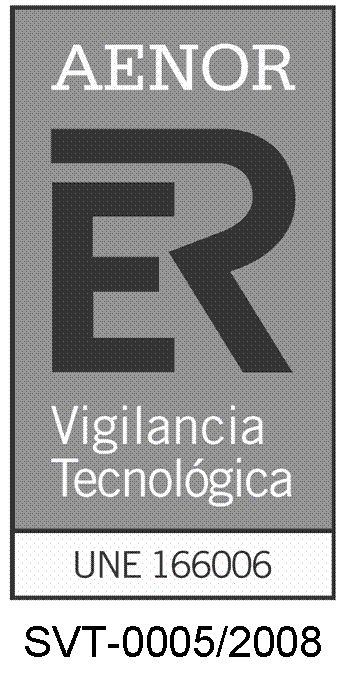 AENOR
ER
Vigilancia
Tecnológica
UNE 166006
SVT-0005/2008